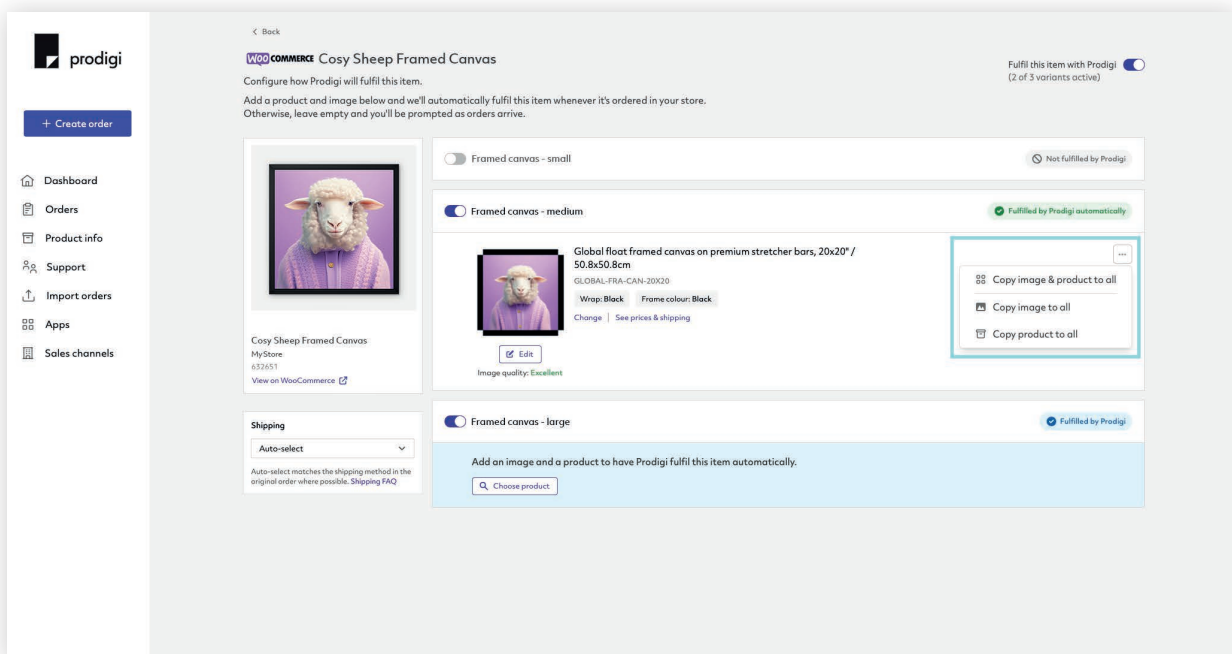 prodigi
+ Create order
Dashboard
Orders
Product info
Support
Import orders
Apps
Sales channels
< Back
WOO COMMERCE Cosy Sheep Framed Canvas
Configure how Prodigi will fulfil this item.
Add a product and image below and we'll automatically fulfil this item whenever it's ordered in your store.
Otherwise, leave empty and you'll be prompted as orders arrive.
Fulfil this item with Prodigi
(2 of 3 variants active)
Cosy Sheep Framed Canvas
MyStore
632651
View on WooCommerce
Shipping
Auto-select
Auto-select matches the shipping method in the
original order where possible. Shipping FAQ
Framed canvas - small
Not fulfilled by Prodigi
Framed canvas - medium
Fulfilled by Prodigi automatically
Global float framed canvas on premium stretcher bars, 20x20" /
50.8x50.8cm
GLOBAL-FRA-CAN-20X20
Wrap: Black Frame colour: Black
Change | See prices & shipping
Edit
Image quality: Excellent
...
Copy image & product to all
Copy image to all
Copy product to all
Framed canvas - large
Fulfilled by Prodigi
Add an image and a product to have Prodigi fulfil this item automatically.
Choose product